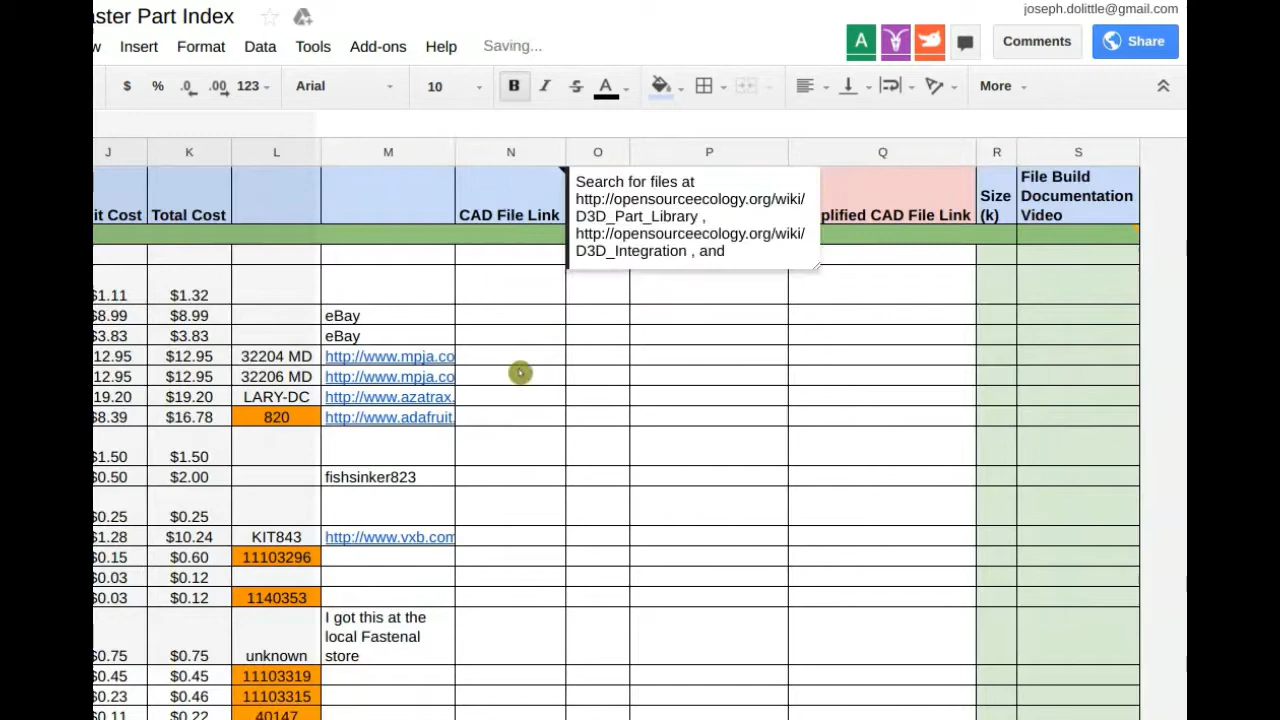 aster Part Index
joseph.dolittle@gmail.com
w Insert Format Data Tools Add-ons Help Saving...
A Comments Share
$ % .0 .00 123 Arial 10 B I S A More
J K L M N O P Q R S
it Cost Total Cost CAD File Link plified CAD File Link Size (k) File Build Documentation Video
Search for files at
http://opensourceecology.org/wiki/
D3D_Part_Library ,
http://opensourceecology.org/wiki/
D3D_Integration , and
$1.11 $1.32
$8.99 $8.99 eBay
$3.83 $3.83 eBay
12.95 $12.95 32204 MD http://www.mpja.co
12.95 $12.95 32206 MD http://www.mpja.co
19.20 $19.20 LARY-DC http://www.azatrax.
$8.39 $16.78 820 http://www.adafruit.
$1.50 $1.50
$0.50 $2.00 fishsinker823
$0.25 $0.25
$1.28 $10.24 KIT843 http://www.vxb.com
$0.15 $0.60 11103296
$0.03 $0.12
$0.03 $0.12 1140353
I got this at the
local Fastenal
$0.75 $0.75 unknown store
$0.45 $0.45 11103319
$0.23 $0.46 11103315
$0.11 $0.22 40147